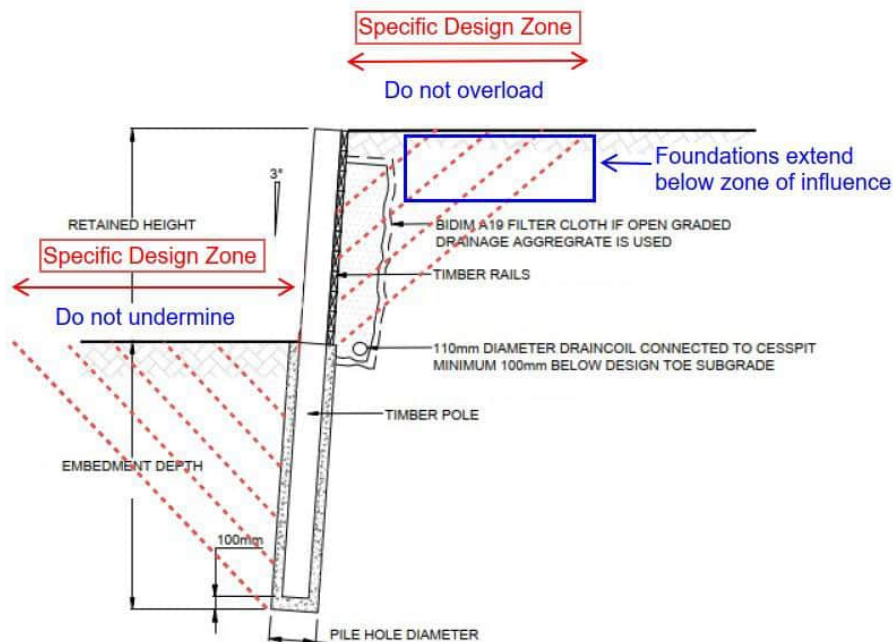 Specific Design Zone
Do not overload
Foundations extend
below zone of influence
3°
RETAINED HEIGHT
BIDIM A19 FILTER CLOTH IF OPEN GRADED
DRAINAGE AGGREGRATE IS USED
Specific Design Zone
TIMBER RAILS
Do not undermine
110mm DIAMETER DRAINCOIL CONNECTED TO CESSPIT
MINIMUM 100mm BELOW DESIGN TOE SUBGRADE
TIMBER POLE
EMBEDMENT DEPTH
100mm
PILE HOLE DIAMETER